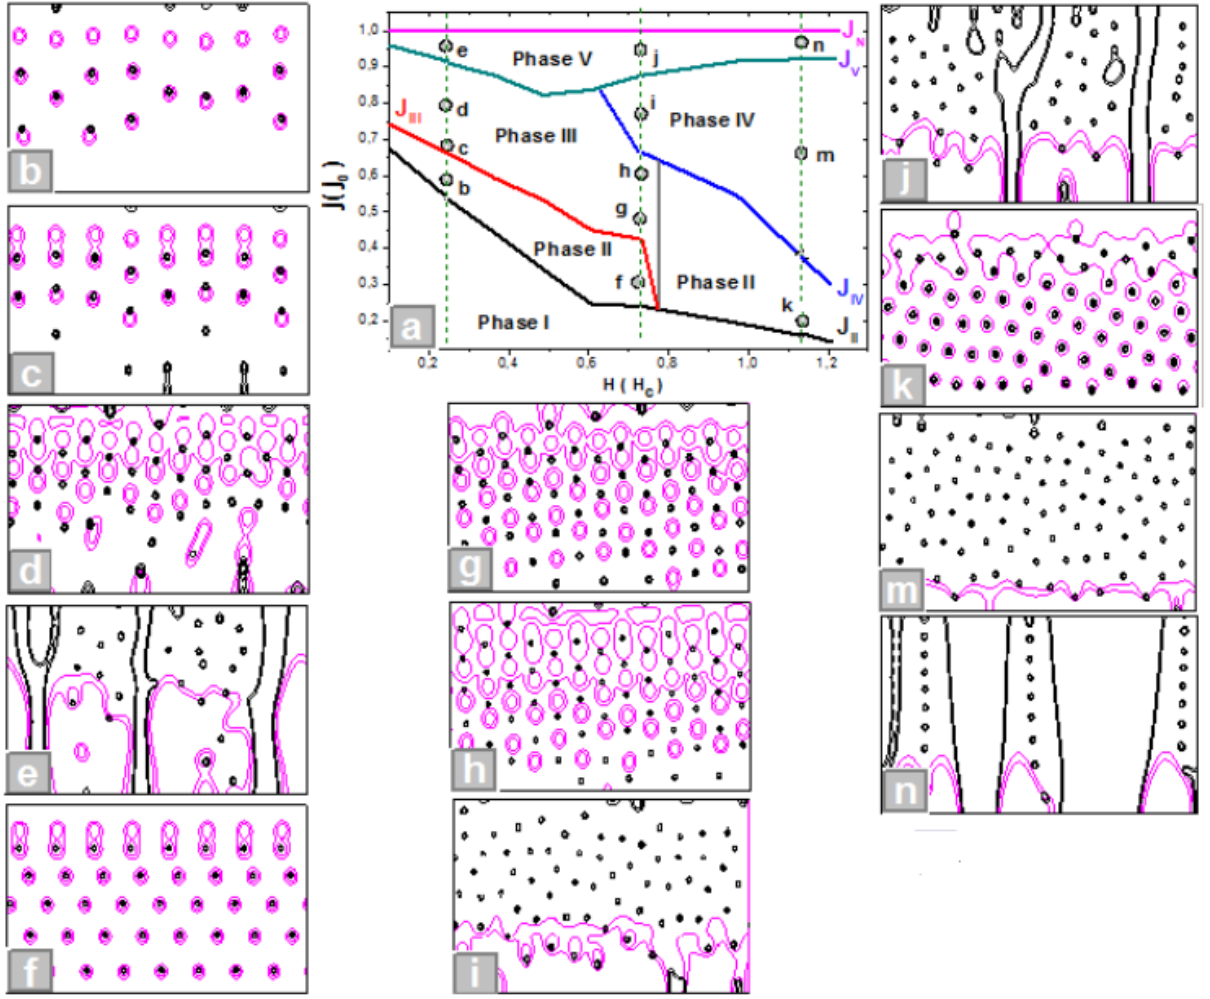 b
c
d
e
f
1,0
0,9
0,8
0,7
0,6
0,5
0,4
0,3
0,2
J( J0 )
0,2 0,4 0,6 0,8 1,0 1,2
H ( Hc )
JN
n
e Phase V j JV
d i
JIII Phase III Phase IV
c m
b h
g
Phase II
f Phase II
JIV
k
a Phase I JII
g
h
i
j
k
m
n